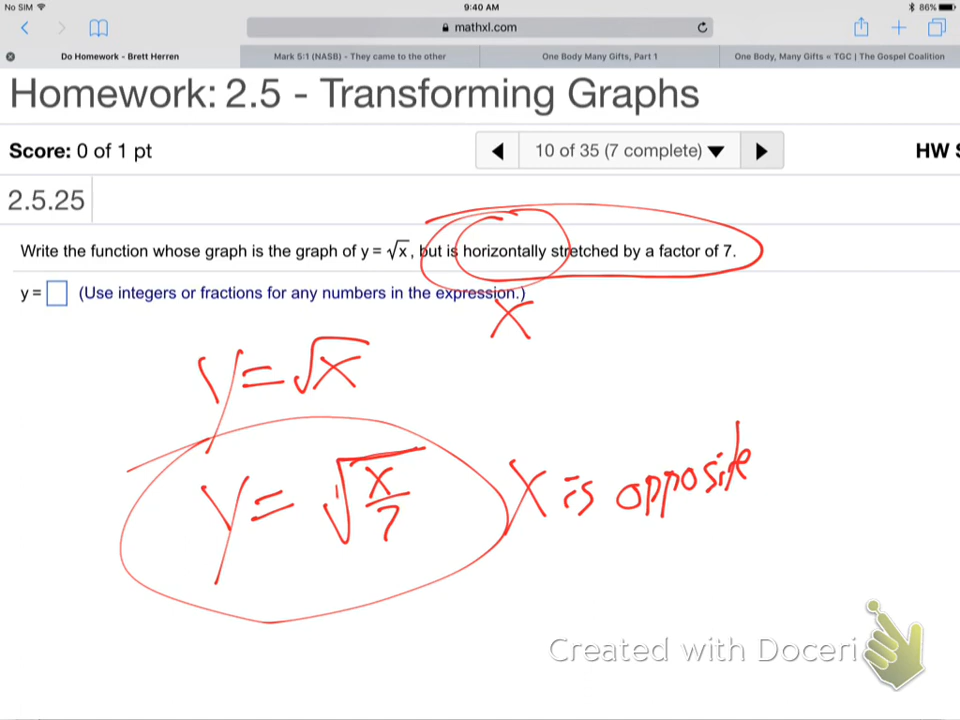 No SIM 9:40 AM 86%
mathxl.com
Do Homework - Brett Herren Mark 5:1 (NASB) - They came to the other One Body Many Gifts, Part 1 One Body, Many Gifts « TGC | The Gospel Coalition
Homework: 2.5 - Transforming Graphs
Score: 0 of 1 pt 10 of 35 (7 complete) HW S
2.5.25
Write the function whose graph is the graph of y = √x, but is horizontally stretched by a factor of 7.
y = (Use integers or fractions for any numbers in the expression.)
x
y = √x
y = √(x/7) x is opposite
Created with Doceri